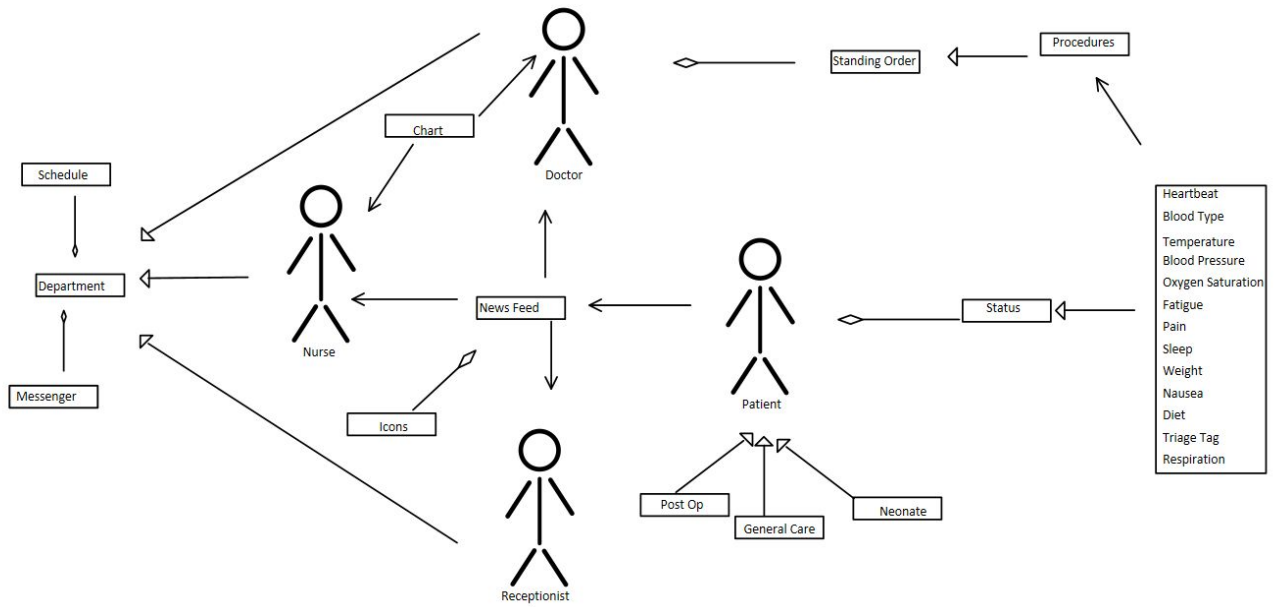 Procedures
Standing Order
Chart
Doctor
Schedule
Heartbeat
Blood Type
Temperature
Blood Pressure
Oxygen Saturation
Fatigue
Pain
Sleep
Weight
Nausea
Diet
Triage Tag
Respiration
Department
News Feed
Status
Nurse
Messenger
Patient
Icons
Post Op
General Care
Neonate
Receptionist